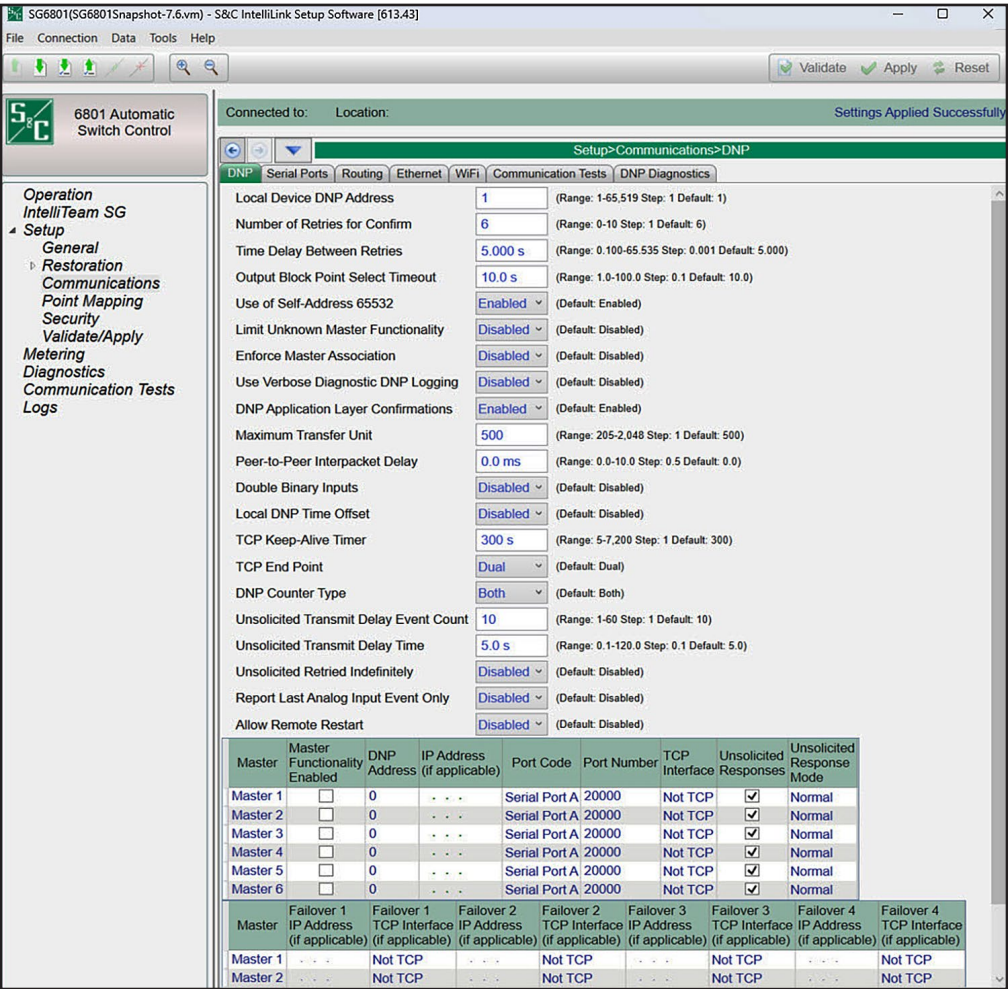 SG6801(SG6801Snapshot-7.6.vm) - S&C IntelliLink Setup Software [613.43]
File Connection Data Tools Help
Validate Apply Reset
S&C
6801 Automatic
Switch Control
Connected to: Location: Settings Applied Successfully
Setup>Communications>DNP
DNP Serial Ports Routing Ethernet WiFi Communication Tests DNP Diagnostics
Operation
IntelliTeam SG
Setup
General
Restoration
Communications
Point Mapping
Security
Validate/Apply
Metering
Diagnostics
Communication Tests
Logs
Local Device DNP Address 1 (Range: 1-65,519 Step: 1 Default: 1)
Number of Retries for Confirm 6 (Range: 0-10 Step: 1 Default: 6)
Time Delay Between Retries 5.000 s (Range: 0.100-65.535 Step: 0.001 Default: 5.000)
Output Block Point Select Timeout 10.0 s (Range: 1.0-100.0 Step: 0.1 Default: 10.0)
Use of Self-Address 65532 Enabled (Default: Enabled)
Limit Unknown Master Functionality Disabled (Default: Disabled)
Enforce Master Association Disabled (Default: Disabled)
Use Verbose Diagnostic DNP Logging Disabled (Default: Disabled)
DNP Application Layer Confirmations Enabled (Default: Enabled)
Maximum Transfer Unit 500 (Range: 205-2,048 Step: 1 Default: 500)
Peer-to-Peer Interpacket Delay 0.0 ms (Range: 0.0-10.0 Step: 0.5 Default: 0.0)
Double Binary Inputs Disabled (Default: Disabled)
Local DNP Time Offset Disabled (Default: Disabled)
TCP Keep-Alive Timer 300 s (Range: 5-7,200 Step: 1 Default: 300)
TCP End Point Dual (Default: Dual)
DNP Counter Type Both (Default: Both)
Unsolicited Transmit Delay Event Count 10 (Range: 1-60 Step: 1 Default: 10)
Unsolicited Transmit Delay Time 5.0 s (Range: 0.1-120.0 Step: 0.1 Default: 5.0)
Unsolicited Retried Indefinitely Disabled (Default: Disabled)
Report Last Analog Input Event Only Disabled (Default: Disabled)
Allow Remote Restart Disabled (Default: Disabled)
Master Master Functionality Enabled DNP Address IP Address (if applicable) Port Code Port Number TCP Interface Unsolicited Responses Unsolicited Response Mode
Master 1 0 . . . Serial Port A 20000 Not TCP Normal
Master 2 0 . . . Serial Port A 20000 Not TCP Normal
Master 3 0 . . . Serial Port A 20000 Not TCP Normal
Master 4 0 . . . Serial Port A 20000 Not TCP Normal
Master 5 0 . . . Serial Port A 20000 Not TCP Normal
Master 6 0 . . . Serial Port A 20000 Not TCP Normal
Master Failover 1 IP Address (if applicable) Failover 1 TCP Interface (if applicable) Failover 2 IP Address (if applicable) Failover 2 TCP Interface (if applicable) Failover 3 IP Address (if applicable) Failover 3 TCP Interface (if applicable) Failover 4 IP Address (if applicable) Failover 4 TCP Interface (if applicable)
Master 1 . . . Not TCP . . . Not TCP . . . Not TCP . . . Not TCP
Master 2 . . . Not TCP . . . Not TCP . . . Not TCP . . . Not TCP